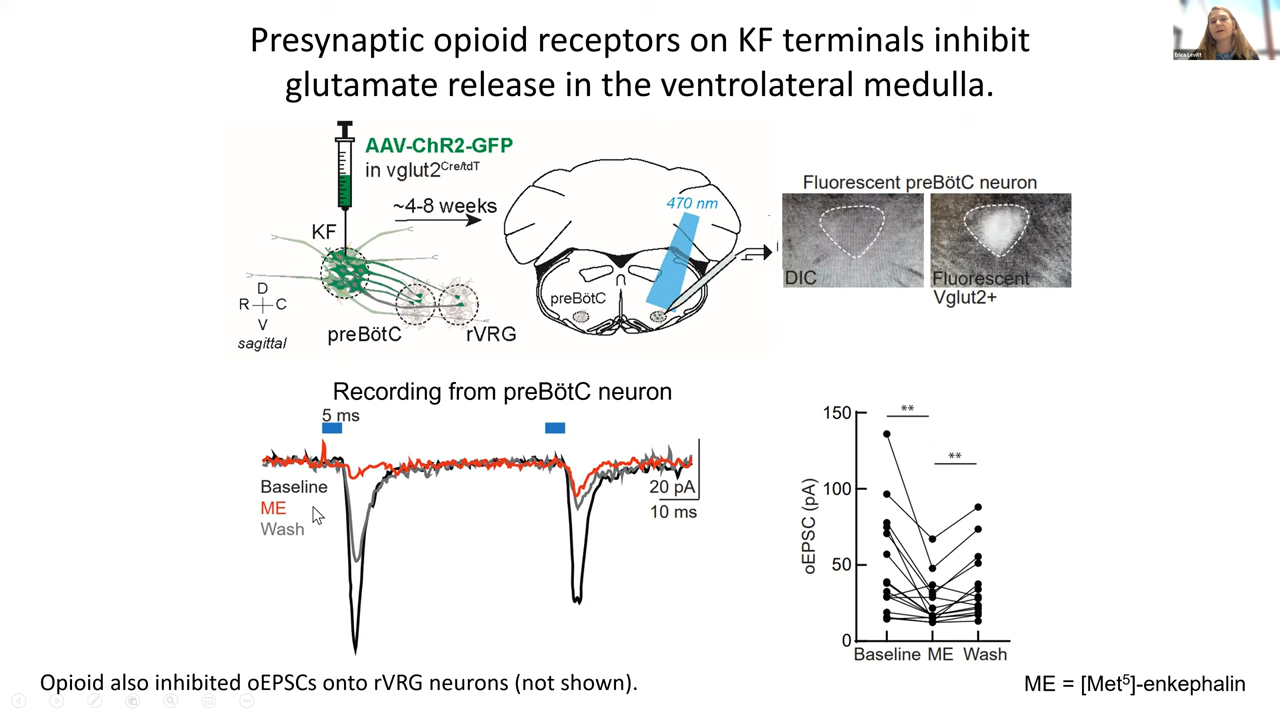 Presynaptic opioid receptors on KF terminals inhibit
glutamate release in the ventrolateral medulla.
Erica Levitt
AAV-ChR2-GFP
in vglut2Cre/tdT
~4-8 weeks
KF
D
R C
V
sagittal
preBötC
rVRG
470 nm
preBötC
Fluorescent preBötC neuron
DIC
Fluorescent
Vglut2+
Recording from preBötC neuron
5 ms
Baseline
ME
Wash
20 pA
10 ms
**
**
150
100
50
0
oEPSC (pA)
Baseline ME Wash
Opioid also inhibited oEPSCs onto rVRG neurons (not shown).
ME = [Met5]-enkephalin